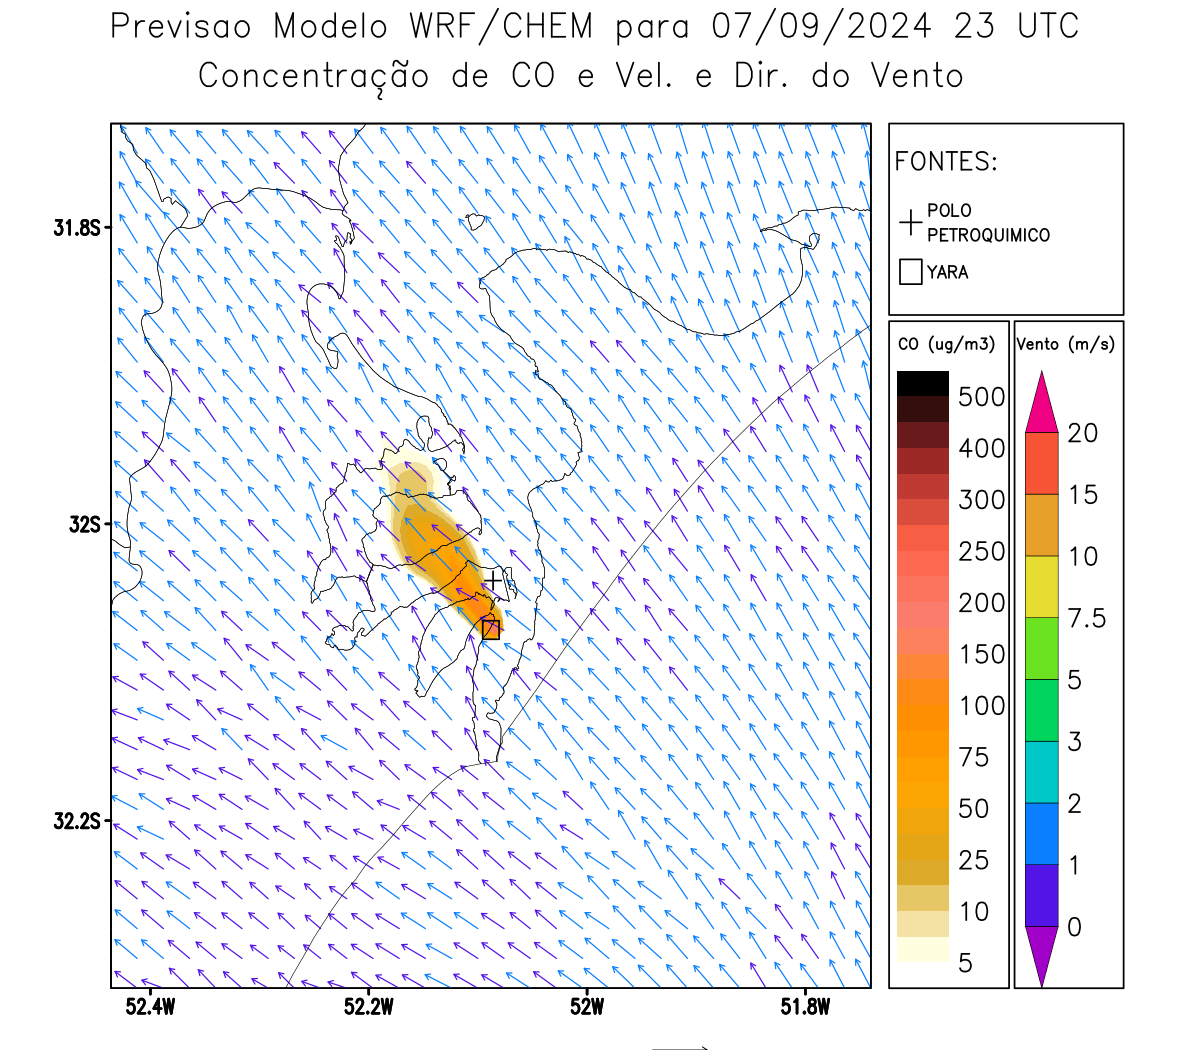 Previsao Modelo WRF/CHEM para 07/09/2024 23 UTC
Concentração de CO e Vel. e Dir. do Vento
FONTES:
POLO
PETROQUIMICO
YARA
CO (ug/m3)
500
400
300
250
200
150
100
75
50
25
10
5
Vento (m/s)
20
15
10
7.5
5
3
2
1
0
31.8S
32S
32.2S
52.4W
52.2W
52W
51.8W